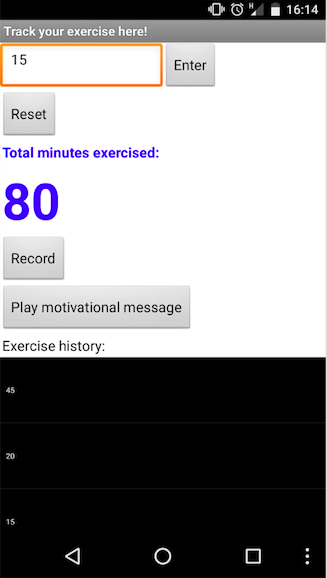 16:14
Track your exercise here!
15 Enter
Reset
Total minutes exercised:
80
Record
Play motivational message
Exercise history:
45
20
15